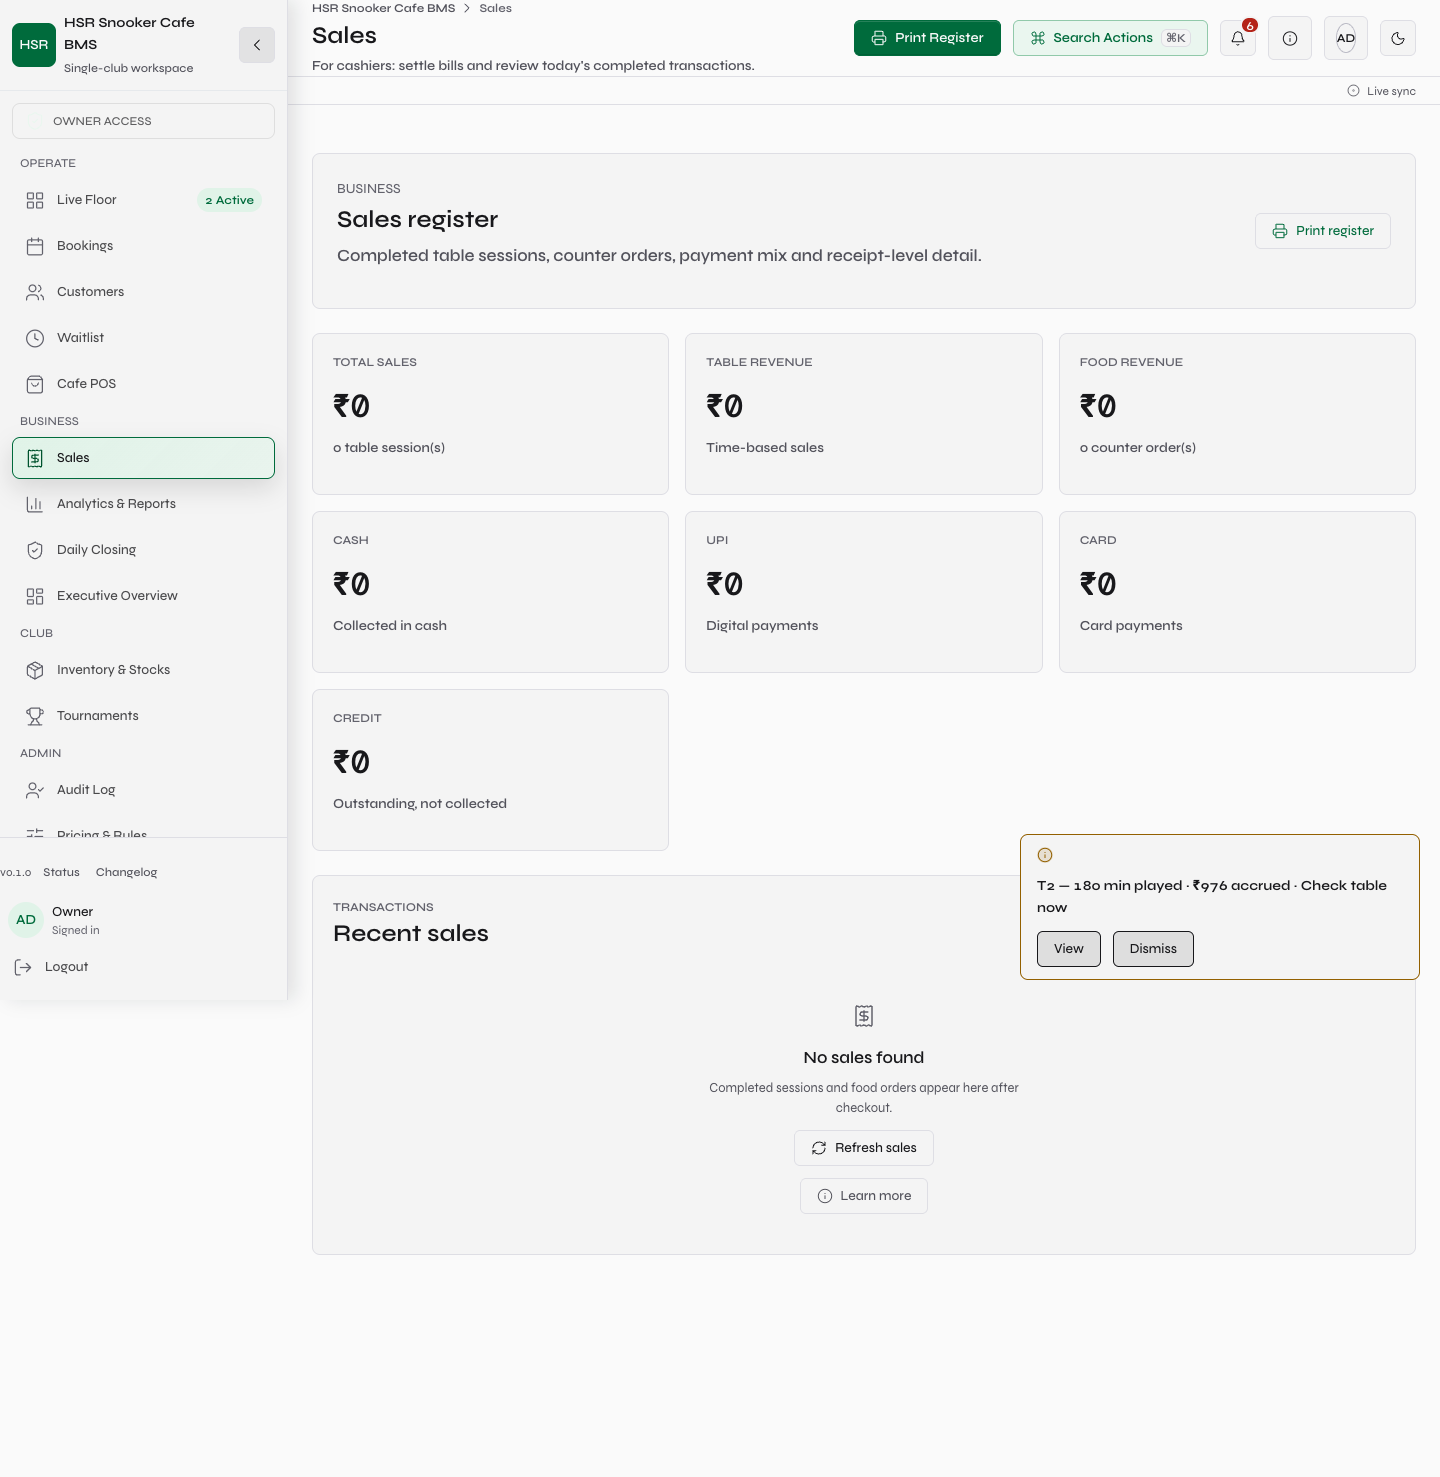 HSR
HSR Snooker Cafe
BMS
Single-club workspace
OWNER ACCESS
OPERATE
Live Floor
2 Active
Bookings
Customers
Waitlist
Cafe POS
BUSINESS
Sales
Analytics & Reports
Daily Closing
Executive Overview
CLUB
Inventory & Stocks
Tournaments
ADMIN
Audit Log
Pricing & Rules
v0.1.0 Status Changelog
AD
Owner
Signed in
Logout
HSR Snooker Cafe BMS > Sales
Sales
For cashiers: settle bills and review today's completed transactions.
Print Register
Search Actions ⌘K
6
AD
Live sync
BUSINESS
Sales register
Completed table sessions, counter orders, payment mix and receipt-level detail.
Print register
TOTAL SALES
₹0
0 table session(s)
TABLE REVENUE
₹0
Time-based sales
FOOD REVENUE
₹0
0 counter order(s)
CASH
₹0
Collected in cash
UPI
₹0
Digital payments
CARD
₹0
Card payments
CREDIT
₹0
Outstanding, not collected
T2 — 180 min played · ₹976 accrued · Check table
now
View
Dismiss
TRANSACTIONS
Recent sales
No sales found
Completed sessions and food orders appear here after
checkout.
Refresh sales
Learn more